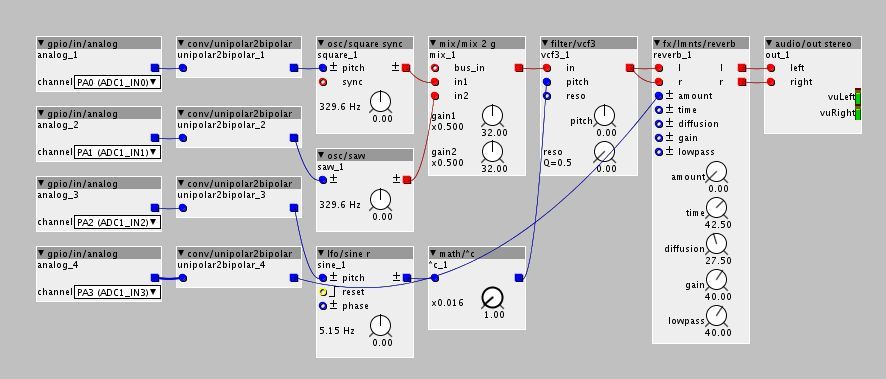 gpio/in/analog
analog_1
channel PA0 (ADC1_IN0)
conv/unipolar2bipolar
unipolar2bipolar_1
osc/square sync
square_1
± pitch ±
sync
329.6 Hz
0.00
mix/mix 2 g
mix_1
bus_in
in1
in2
gain1
x0.500
32.00
gain2
x0.500
32.00
filter/vcf3
vcf3_1
in
pitch
reso
pitch
0.00
reso
Q=0.5
0.00
fx/lmnts/reverb
reverb_1
l l
r r
± amount
± time
± diffusion
± gain
± lowpass
amount
0.00
time
42.50
diffusion
27.50
gain
40.00
lowpass
40.00
audio/out stereo
out_1
left
right
vuLeft
vuRight
gpio/in/analog
analog_2
channel PA1 (ADC1_IN1)
conv/unipolar2bipolar
unipolar2bipolar_2
osc/saw
saw_1
± ±
329.6 Hz
0.00
gpio/in/analog
analog_3
channel PA2 (ADC1_IN2)
conv/unipolar2bipolar
unipolar2bipolar_3
gpio/in/analog
analog_4
channel PA3 (ADC1_IN3)
conv/unipolar2bipolar
unipolar2bipolar_4
lfo/sine r
sine_1
± pitch ±
reset
± phase
5.15 Hz
0.00
math/^c
^c_1
x0.016
1.00